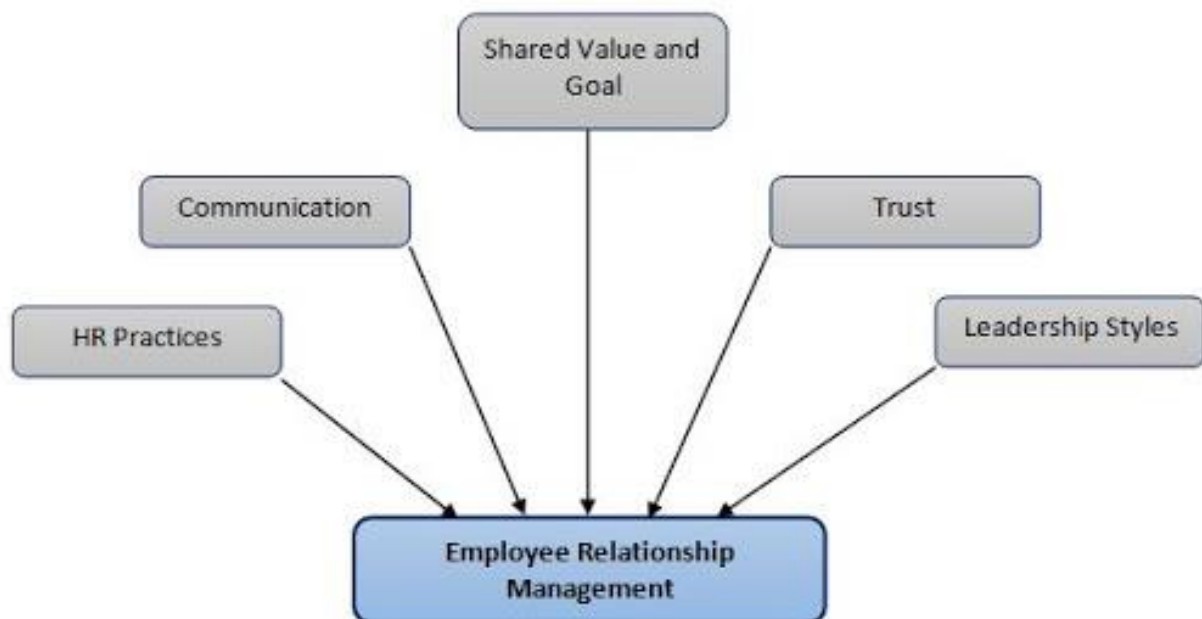 Shared Value and
Goal
Communication
Trust
HR Practices
Leadership Styles
Employee Relationship
Management